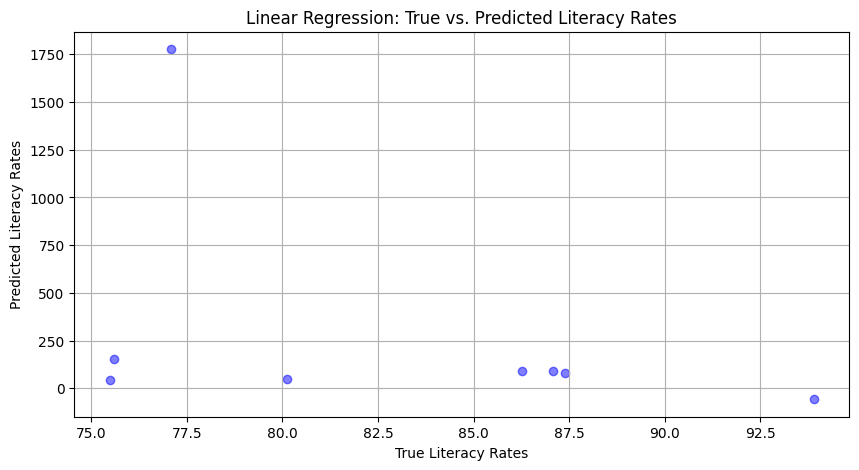 Linear Regression: True vs. Predicted Literacy Rates
Predicted Literacy Rates
1750
1500
1250
1000
750
500
250
0
75.0 77.5 80.0 82.5 85.0 87.5 90.0 92.5
True Literacy Rates